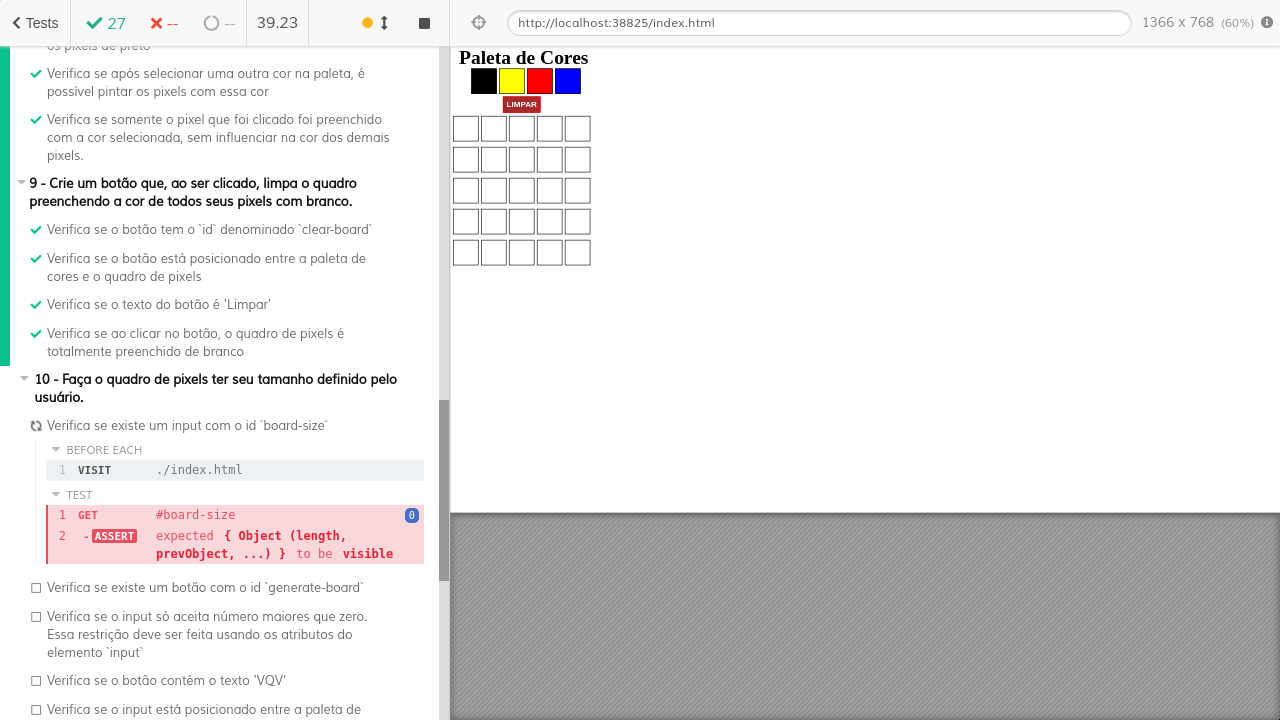 Tests
27
--
--
39.23
http://localhost:38825/index.html
1366 x 768 (60%)
os pixels de preto
Verifica se após selecionar uma outra cor na paleta, é
possível pintar os pixels com essa cor
Verifica se somente o pixel que foi clicado foi preenchido
com a cor selecionada, sem influenciar na cor dos demais
pixels.
9 - Crie um botão que, ao ser clicado, limpa o quadro
preenchendo a cor de todos seus pixels com branco.
Verifica se o botão tem o `id` denominado `clear-board`
Verifica se o botão está posicionado entre a paleta de
cores e o quadro de pixels
Verifica se o texto do botão é 'Limpar'
Verifica se ao clicar no botão, o quadro de pixels é
totalmente preenchido de branco
10 - Faça o quadro de pixels ter seu tamanho definido pelo
usuário.
Verifica se existe um input com o id `board-size`
BEFORE EACH
1 VISIT ./index.html
TEST
1 GET #board-size 0
2 -ASSERT expected { Object (length,
prevObject, ...) } to be visible
Verifica se existe um botão com o id `generate-board`
Verifica se o input só aceita número maiores que zero.
Essa restrição deve ser feita usando os atributos do
elemento `input`
Verifica se o botão contém o texto 'VQV'
Verifica se o input está posicionado entre a paleta de
Paleta de Cores
LIMPAR